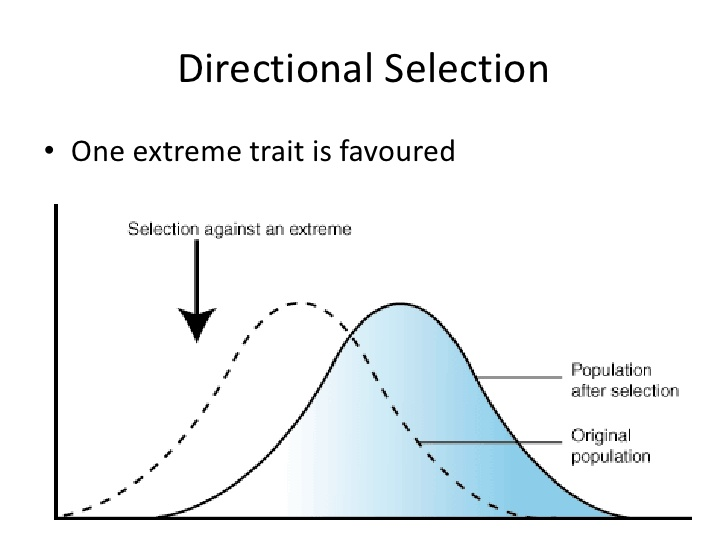 Directional Selection
• One extreme trait is favoured
Selection against an extreme
Population
after selection
Original
population